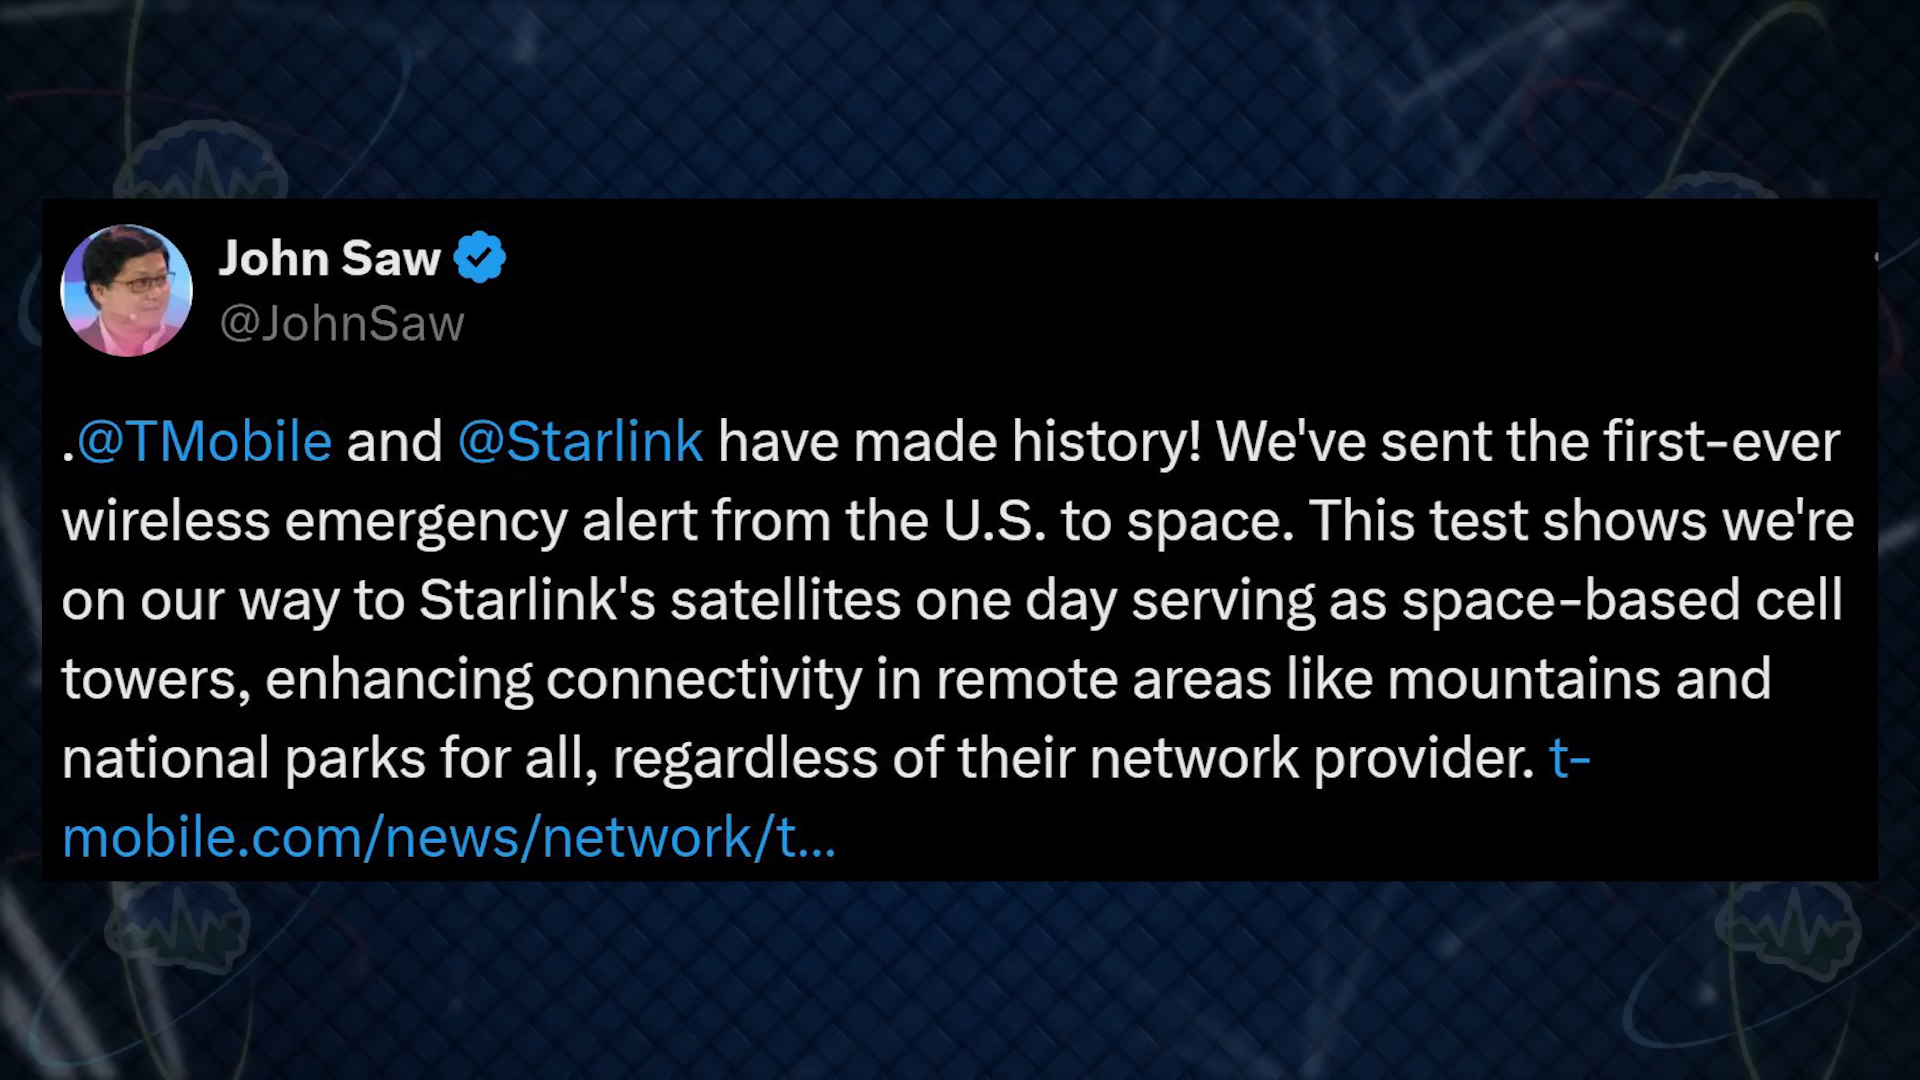 John Saw
@JohnSaw
.@TMobile and @Starlink have made history! We've sent the first-ever
wireless emergency alert from the U.S. to space. This test shows we're
on our way to Starlink's satellites one day serving as space-based cell
towers, enhancing connectivity in remote areas like mountains and
national parks for all, regardless of their network provider. t-
mobile.com/news/network/t...